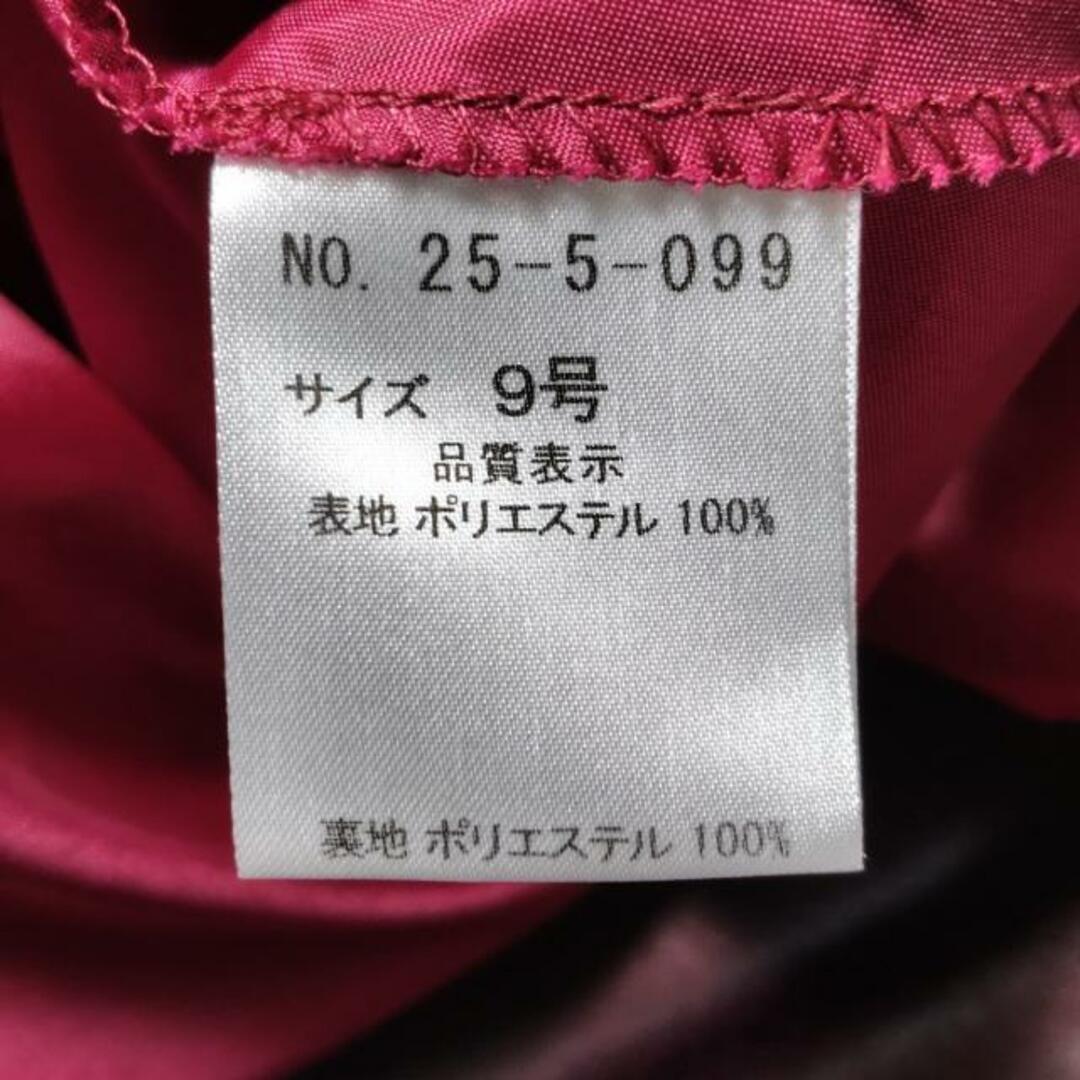 NO. 25-5-099
サイズ 9号
品質表示
表地 ポリエステル 100%
裏地 ポリエステル 100%